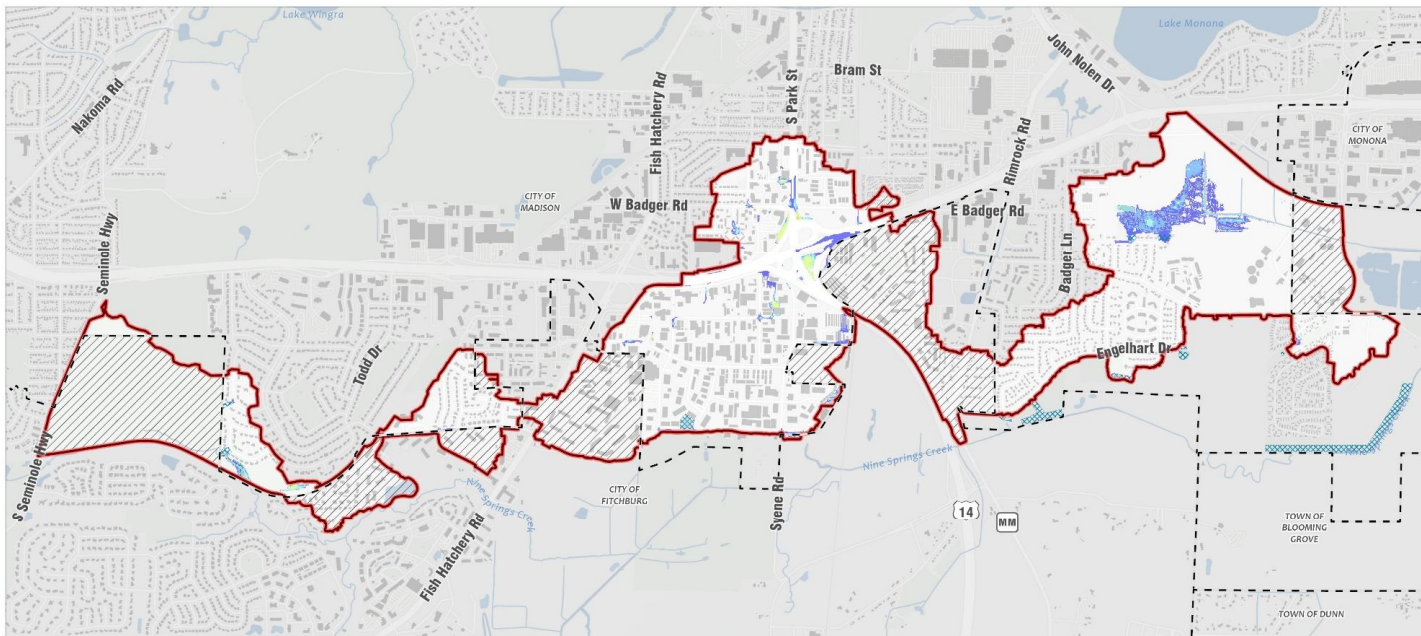 Lake Wingra
Lake Monona
John Nolen Dr
Bram St
S Park St
Nakoma Rd
Fish Hatchery Rd
Rimrock Rd
CITY OF
MONONA
CITY OF
MADISON
W Badger Rd
E Badger Rd
Seminole Hwy
Badger Ln
Todd Dr
Engelhart Dr
S Seminole Hwy
Nine Springs Creek
Nine Springs Creek
CITY OF
FITCHBURG
Syene Rd
14
MM
TOWN OF
BLOOMING
GROVE
Fish Hatchery Rd
TOWN OF DUNN